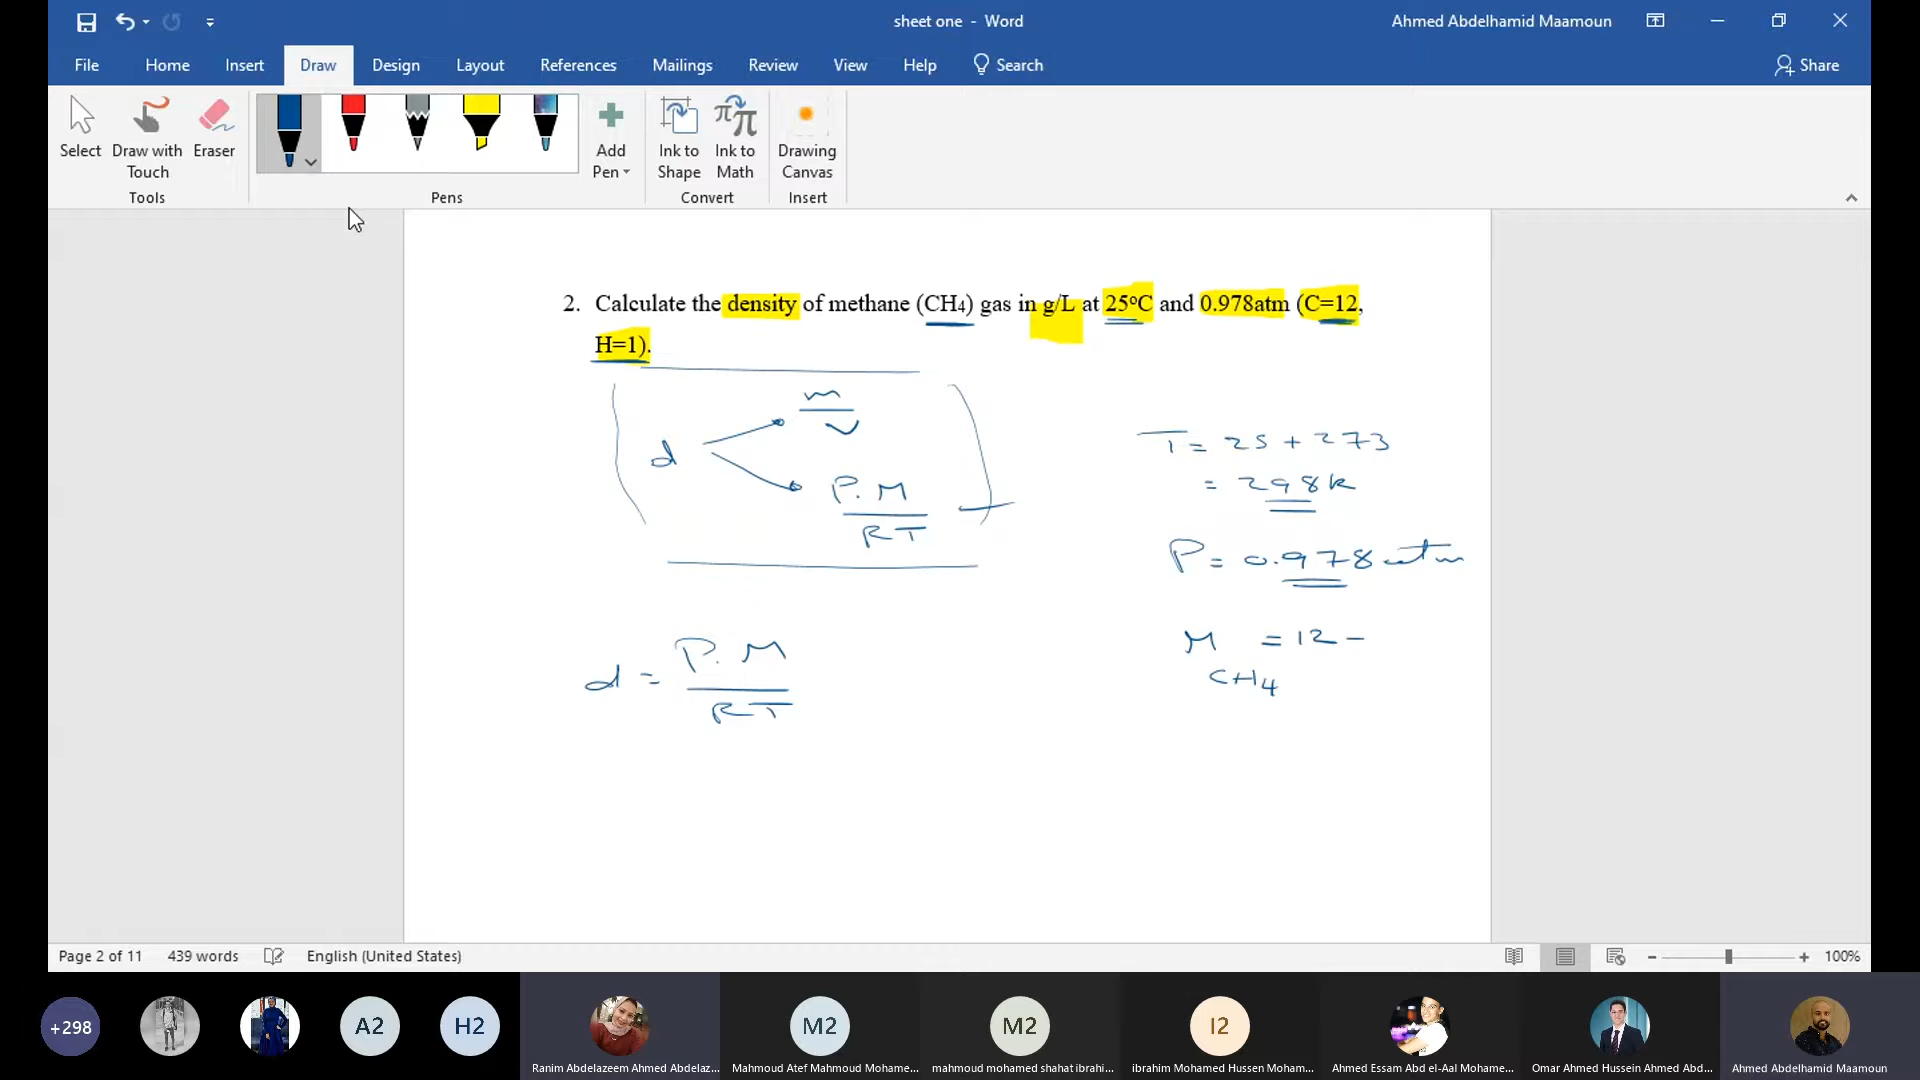 sheet one - Word
Ahmed Abdelhamid Maamoun
File Home Insert Draw Design Layout References Mailings Review View Help Search Share
Select
Draw with Touch
Eraser
Add Pen
Ink to Shape
Ink to Math
Drawing Canvas
Tools Pens Convert Insert
2. Calculate the density of methane (CH4) gas in g/L at 25°C and 0.978atm (C=12,
H=1).
d
m
v
P.M
RT
T = 25 + 273
= 298k
P = 0.978 atm
M = 12 -
CH4
d = P.M
RT
Page 2 of 11 439 words English (United States) 100%
+298
A2
H2
M2
M2
I2
Ranim Abdelazeem Ahmed Abdelaz...
Mahmoud Atef Mahmoud Mohame...
mahmoud mohamed shahat ibrahi...
ibrahim Mohamed Hussen Moham...
Ahmed Essam Abd el-Aal Mohame...
Omar Ahmed Hussein Ahmed Abd...
Ahmed Abdelhamid Maamoun